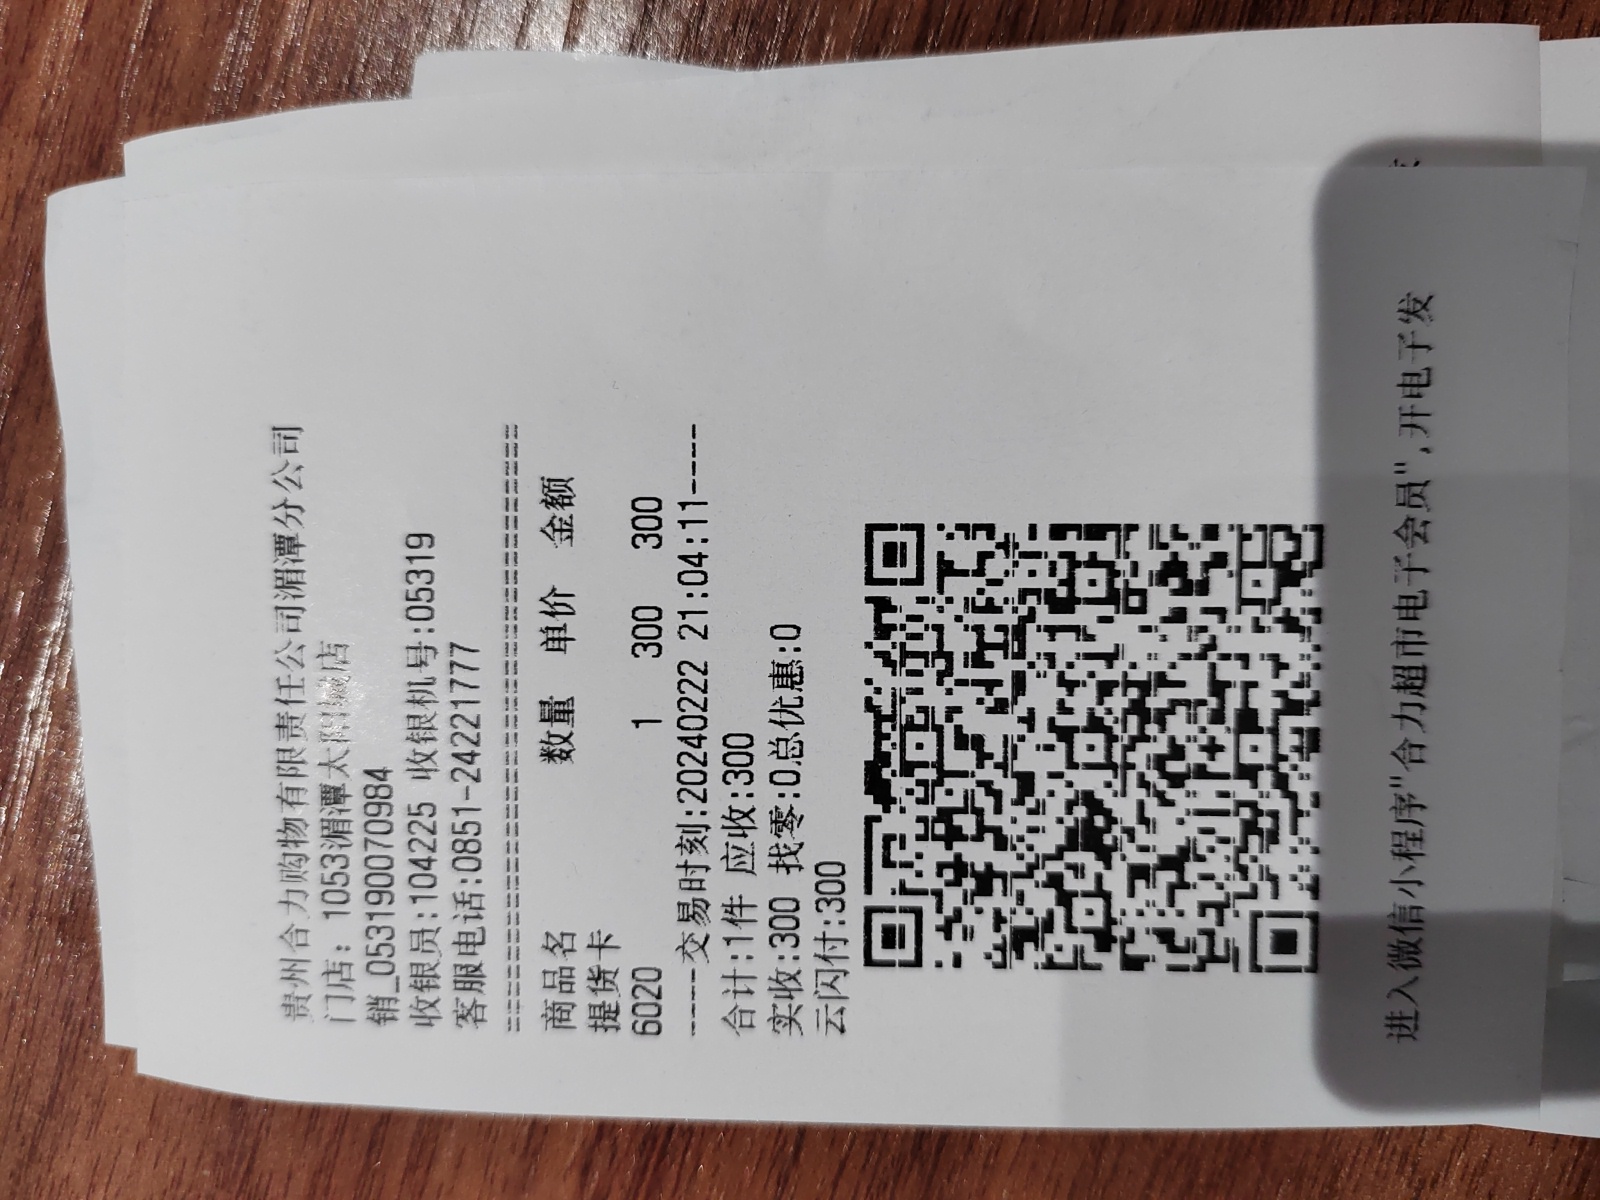 贵州合力购物有限责任公司湄潭分公司
门店: 1053湄潭太阳城店
销_0531900070984
收银员:104225 收银机号:05319
客服电话:0851-24221777
================================
商品名 数量 单价 金额
提货卡
6020 1 300 300
----交易时刻:20240222 21:04:11----
合计:1件 应收:300
实收:300 找零:0总优惠:0
云闪付:300
进入微信小程序"合力超市电子会员",开电子发